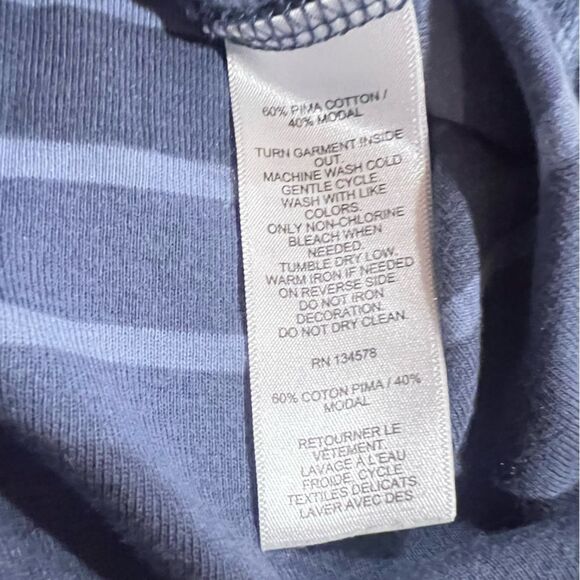 60% PIMA COTTON /
40% MODAL
TURN GARMENT INSIDE
OUT.
MACHINE WASH COLD
GENTLE CYCLE.
WASH WITH LIKE
COLORS.
ONLY NON-CHLORINE
BLEACH WHEN
NEEDED.
TUMBLE DRY LOW.
WARM IRON IF NEEDED
ON REVERSE SIDE
DO NOT IRON
DECORATION.
DO NOT DRY CLEAN.
RN 134578
60% COTON PIMA / 40%
MODAL
RETOURNER LE
VÊTEMENT.
LAVAGE À L'EAU
FROIDE, CYCLE
TEXTILES DÉLICATS.
LAVER AVEC DES